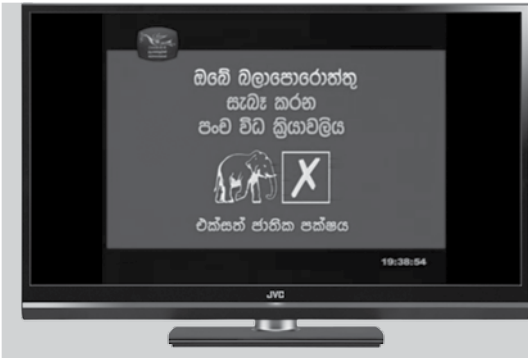 ඔබේ බලාපොරොත්තු
සැබෑ කරන
පංච විධ ක්‍රියාවලිය
X
එක්සත් ජාතික පක්ෂය
19:38:54
JVC